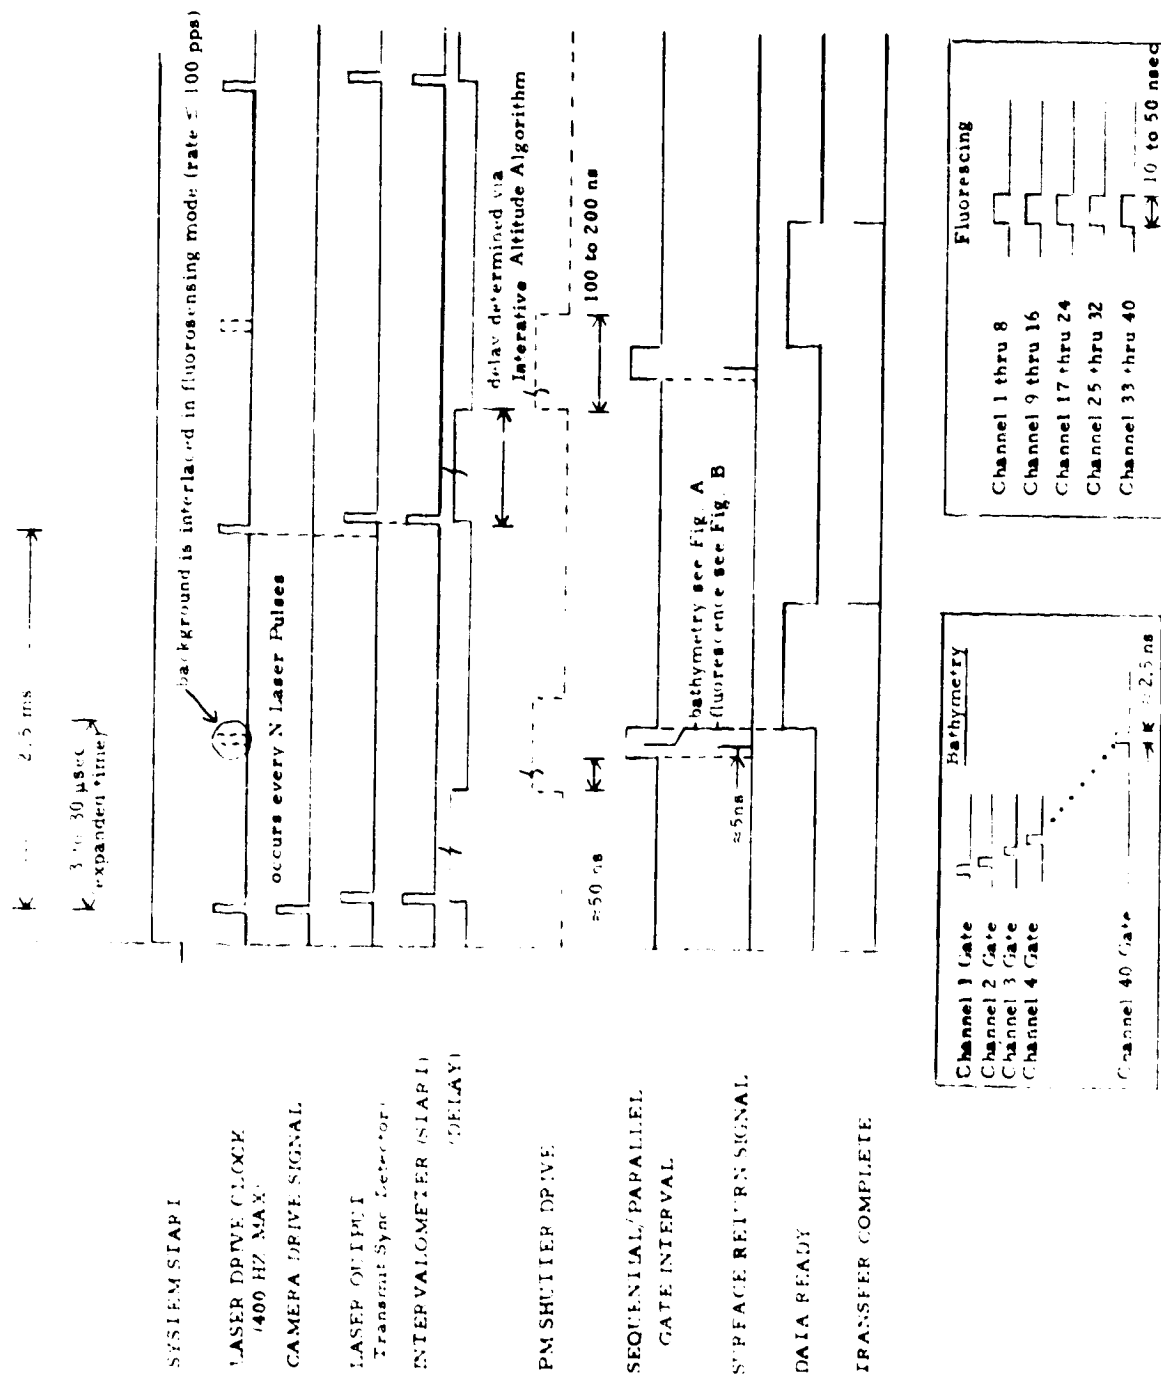 2.5 ms
3 to 30 µsec
(expanded time)
background is interlaced in fluorosensing mode (rate ≤ 100 pps)
SYSTEM START
LASER DRIVE CLOCK
(400 HZ MAX)
CAMERA DRIVE SIGNAL
occurs every N Laser Pulses
LASER OUTPUT
Transmit Sync Detector)
INTERVALOMETER (START)
(DELAY)
delay determined via
Interative Altitude Algorithm
PM SHUTTER DRIVE
≈50 ns
100 to 200 ns
SEQUENTIAL/PARALLEL
GATE INTERVAL
bathymetry see Fig. A
fluorescence see Fig. B
SURFACE RETURN SIGNAL
≈5ns
DATA READY
TRANSFER COMPLETE
Bathymetry
Channel 1 Gate
Channel 2 Gate
Channel 3 Gate
Channel 4 Gate
Channel 40 Gate
≈2.5 ns
Fluorescing
Channel 1 thru 8
Channel 9 thru 16
Channel 17 thru 24
Channel 25 thru 32
Channel 33 thru 40
10 to 50 nsec